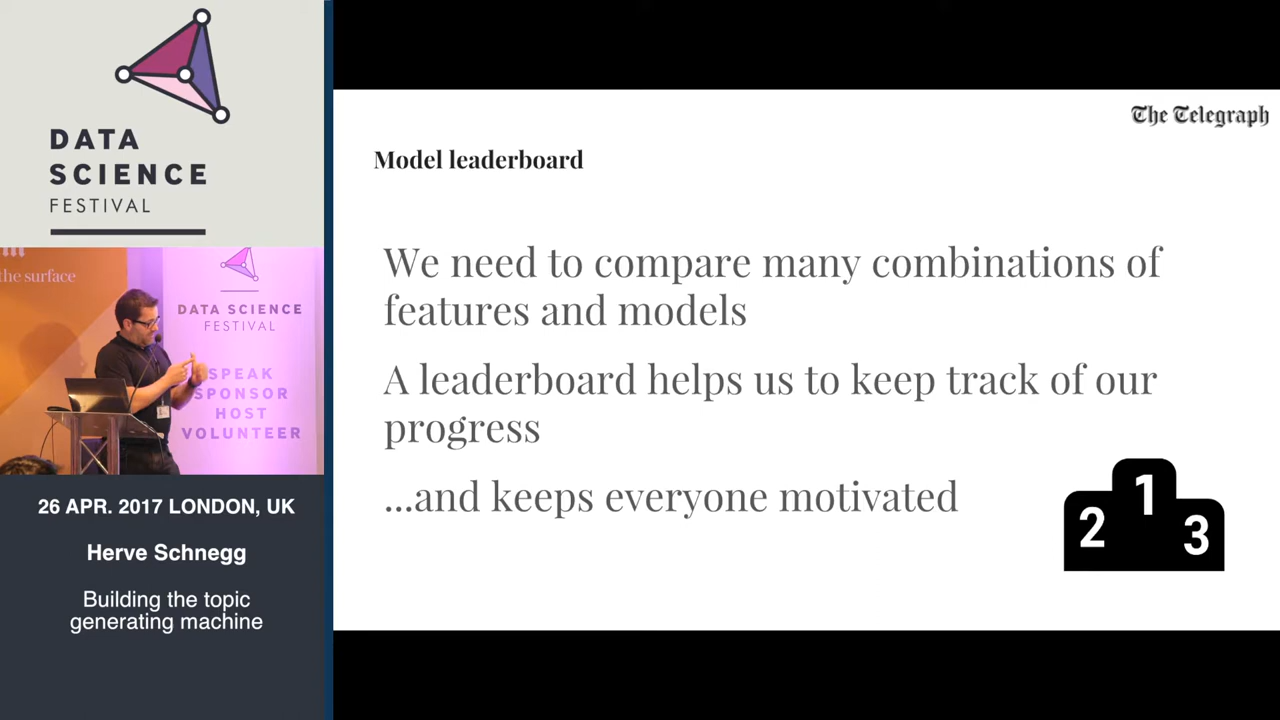 DATA
SCIENCE
FESTIVAL
the surface
DATA SCIENCE
FESTIVAL
SPEAK
SPONSOR
HOST
VOLUNTEER
26 APR. 2017 LONDON, UK
Herve Schnegg
Building the topic
generating machine
The Telegraph
Model leaderboard
We need to compare many combinations of
features and models
A leaderboard helps us to keep track of our
progress
...and keeps everyone motivated
1
2
3